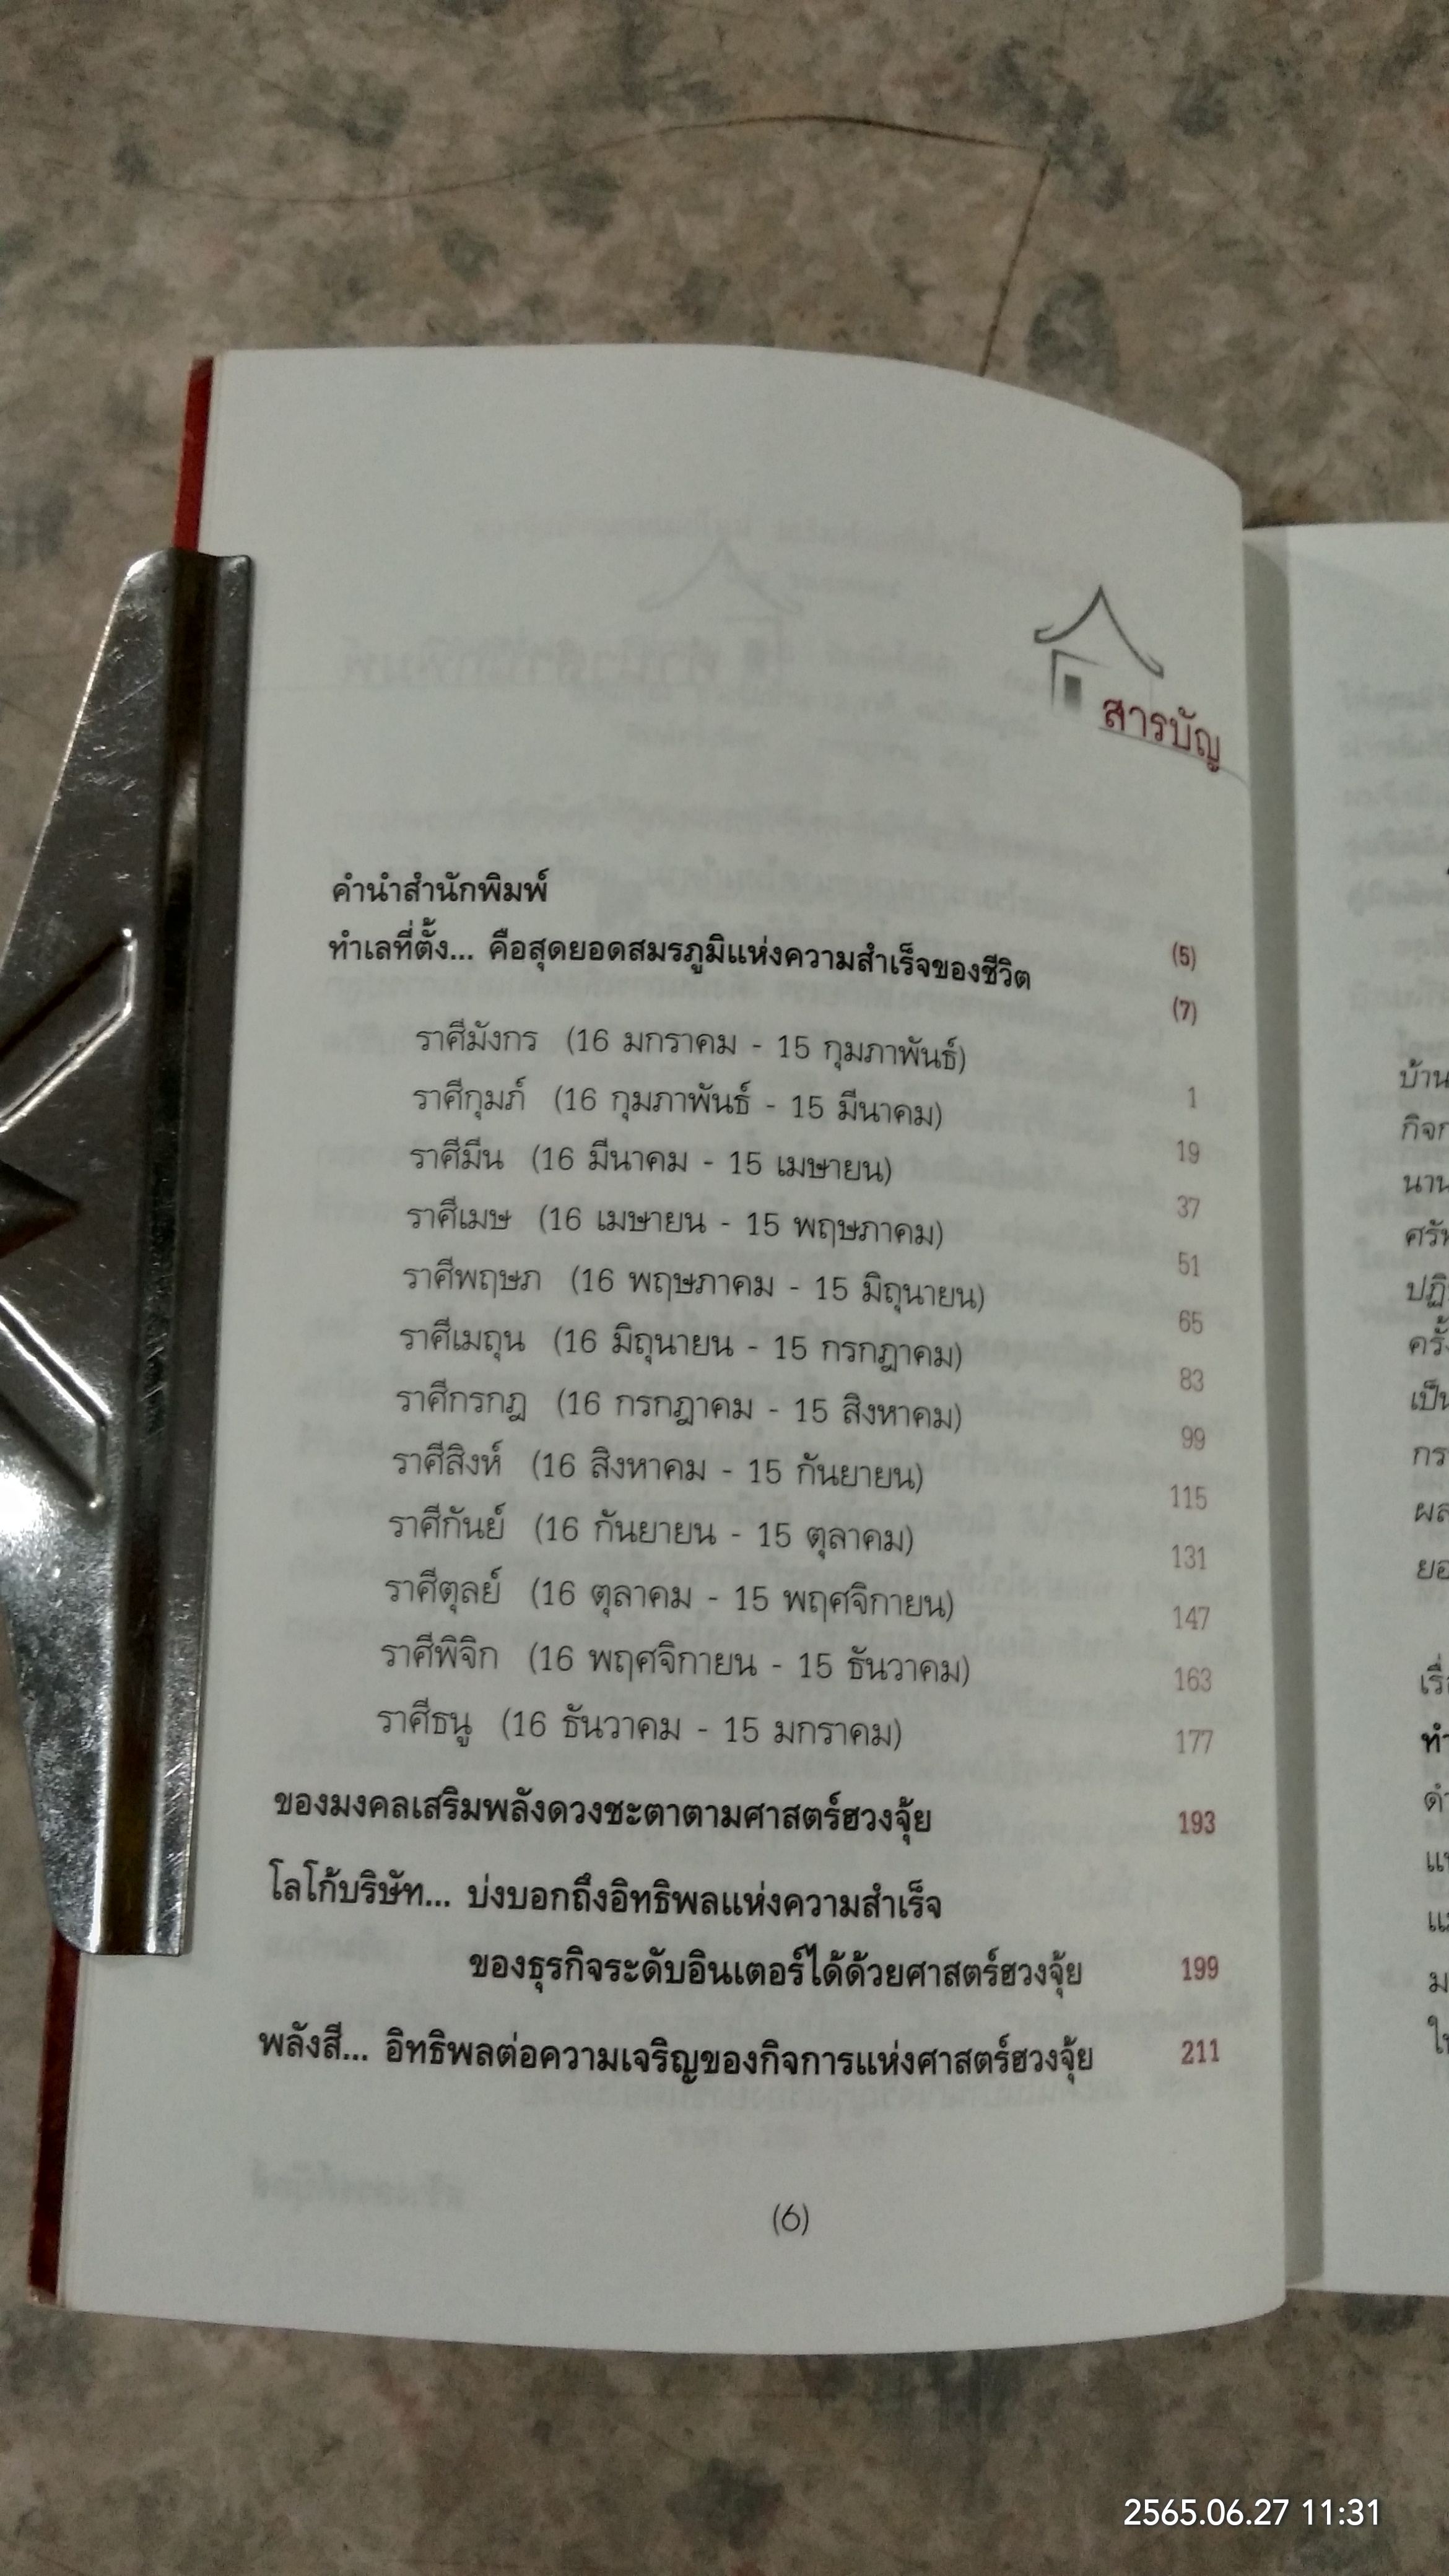 สารบัญ
คำนำสำนักพิมพ์ (5)
ทำเลที่ตั้ง... คือสุดยอดสมรภูมิแห่งความสำเร็จของชีวิต (7)
ราศีมังกร (16 มกราคม - 15 กุมภาพันธ์) 1
ราศีกุมภ์ (16 กุมภาพันธ์ - 15 มีนาคม) 19
ราศีมีน (16 มีนาคม - 15 เมษายน) 37
ราศีเมษ (16 เมษายน - 15 พฤษภาคม) 51
ราศีพฤษภ (16 พฤษภาคม - 15 มิถุนายน) 65
ราศีเมถุน (16 มิถุนายน - 15 กรกฎาคม) 83
ราศีกรกฎ (16 กรกฎาคม - 15 สิงหาคม) 99
ราศีสิงห์ (16 สิงหาคม - 15 กันยายน) 115
ราศีกันย์ (16 กันยายน - 15 ตุลาคม) 131
ราศีตุลย์ (16 ตุลาคม - 15 พฤศจิกายน) 147
ราศีพิจิก (16 พฤศจิกายน - 15 ธันวาคม) 163
ราศีธนู (16 ธันวาคม - 15 มกราคม) 177
ของมงคลเสริมพลังดวงชะตาตามศาสตร์ฮวงจุ้ย 193
โลโก้บริษัท... บ่งบอกถึงอิทธิพลแห่งความสำเร็จ
ของธุรกิจระดับอินเตอร์ได้ด้วยศาสตร์ฮวงจุ้ย 199
พลังสี... อิทธิพลต่อความเจริญของกิจการแห่งศาสตร์ฮวงจุ้ย 211
(6)
บ้าน
นาน
2565.06.27 11:31